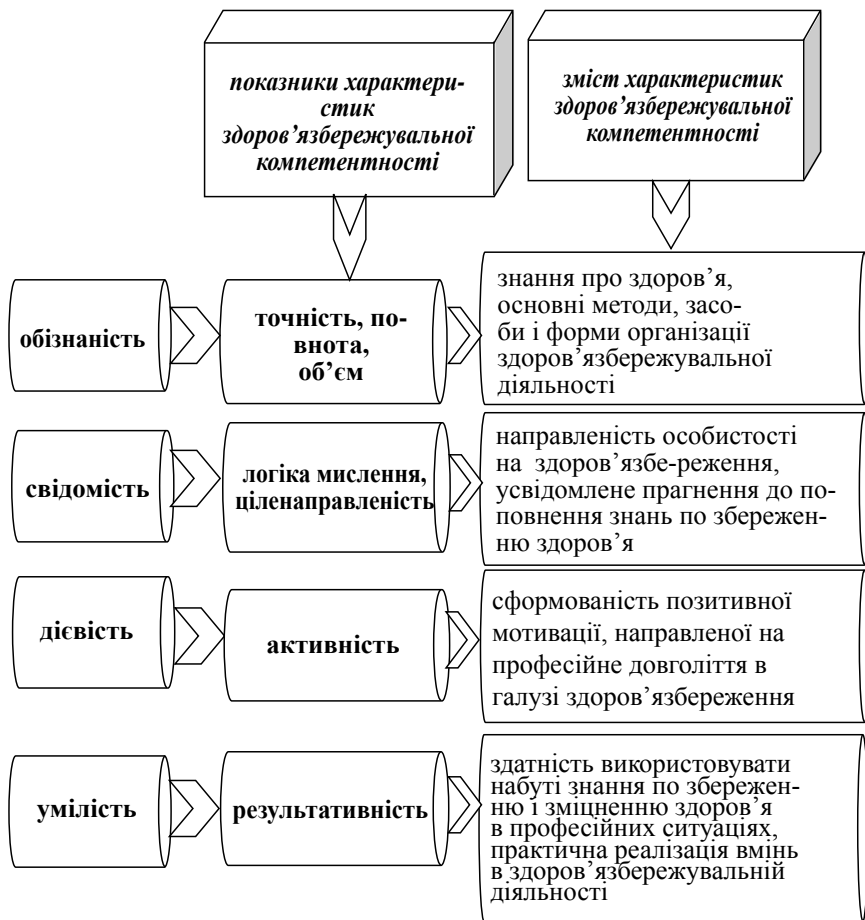 показники характери-
стик
здоров’язбережувальної
компетентності
зміст характеристик
здоров’язбережувальної
компетентності
обізнаність
точність, по-
внота,
об’єм
знання про здоров’я,
основні методи, засо-
би і форми організації
здоров’язбережувальної
діяльності
свідомість
логіка мислення,
ціленаправленість
направленість особистості
на здоров’язбе-реження,
усвідомлене прагнення до по-
повнення знань по збережен-
ню здоров’я
дієвість
активність
сформованість позитивної
мотивації, направленої на
професійне довголіття в
галузі здоров’язбереження
умілість
результативність
здатність використовувати
набуті знання по збережен-
ню і зміцненню здоров’я
в професійних ситуаціях,
практична реалізація вмінь
в здоров’язбережувальній
діяльності